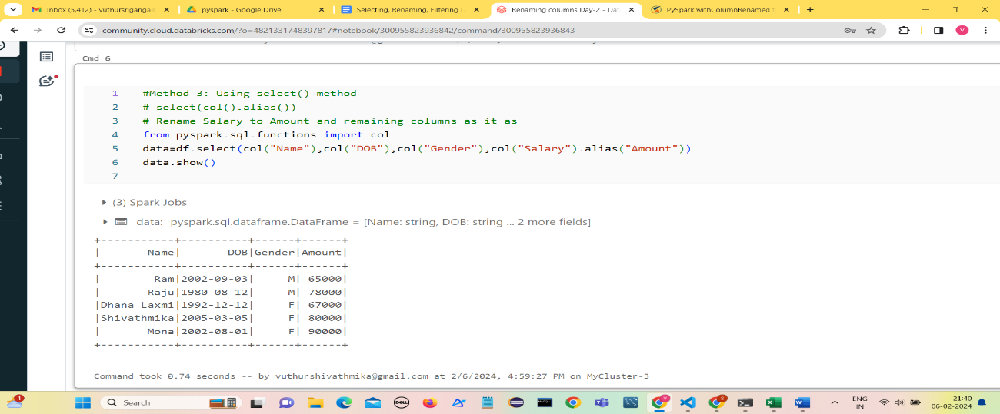 Inbox (5,412) - vuthursriganga
pyspark - Google Drive
Selecting, Renaming, Filtering D
Renaming columns Day-2 - Dat
PySpark withColumnRenamed t
community.cloud.databricks.com/?o=4821331748397817#notebook/300955823936842/command/300955823936843
V
Cmd 6
1 #Method 3: Using select() method
2 # select(col().alias())
3 # Rename Salary to Amount and remaining columns as it as
4 from pyspark.sql.functions import col
5 data=df.select(col("Name"),col("DOB"),col("Gender"),col("Salary").alias("Amount"))
6 data.show()
7
(3) Spark Jobs
data: pyspark.sql.dataframe.DataFrame = [Name: string, DOB: string ... 2 more fields]
+-----------+----------+------+------+
|       Name|       DOB|Gender|Amount|
+-----------+----------+------+------+
|        Ram|2002-09-03|     M| 65000|
|       Raju|1980-08-12|     M| 78000|
|Dhana Laxmi|1992-12-12|     F| 67000|
|Shivathmika|2005-03-05|     F| 80000|
|       Mona|2002-08-01|     F| 90000|
+-----------+----------+------+------+
Command took 0.74 seconds -- by vuthurshivathmika@gmail.com at 2/6/2024, 4:59:27 PM on MyCluster-3
1
Search
DELL
ENG
IN
21:40
06-02-2024